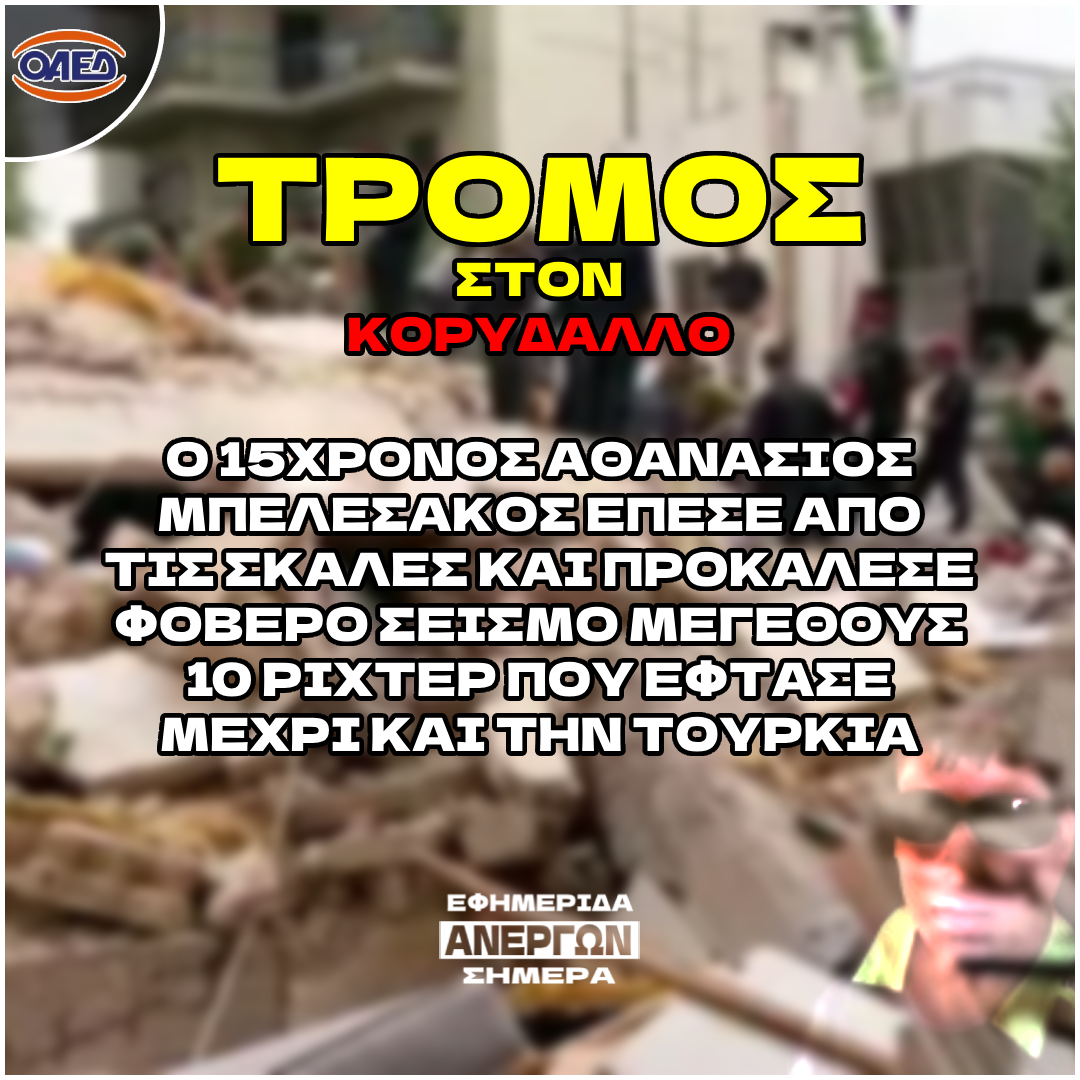 ΟΑΕΔ
ΤΡΟΜΟΣ
ΣΤΟΝ
ΚΟΡΥΔΑΛΛΟ
Ο 15ΧΡΟΝΟΣ ΑΘΑΝΑΣΙΟΣ
ΜΠΕΛΕΣΑΚΟΣ ΕΠΕΣΕ ΑΠΟ
ΤΙΣ ΣΚΑΛΕΣ ΚΑΙ ΠΡΟΚΑΛΕΣΕ
ΦΟΒΕΡΟ ΣΕΙΣΜΟ ΜΕΓΕΘΟΥΣ
10 ΡΙΧΤΕΡ ΠΟΥ ΕΦΤΑΣΕ
ΜΕΧΡΙ ΚΑΙ ΤΗΝ ΤΟΥΡΚΙΑ
ΕΦΗΜΕΡΙΔΑ
ΑΝΕΡΓΩΝ
ΣΗΜΕΡΑ